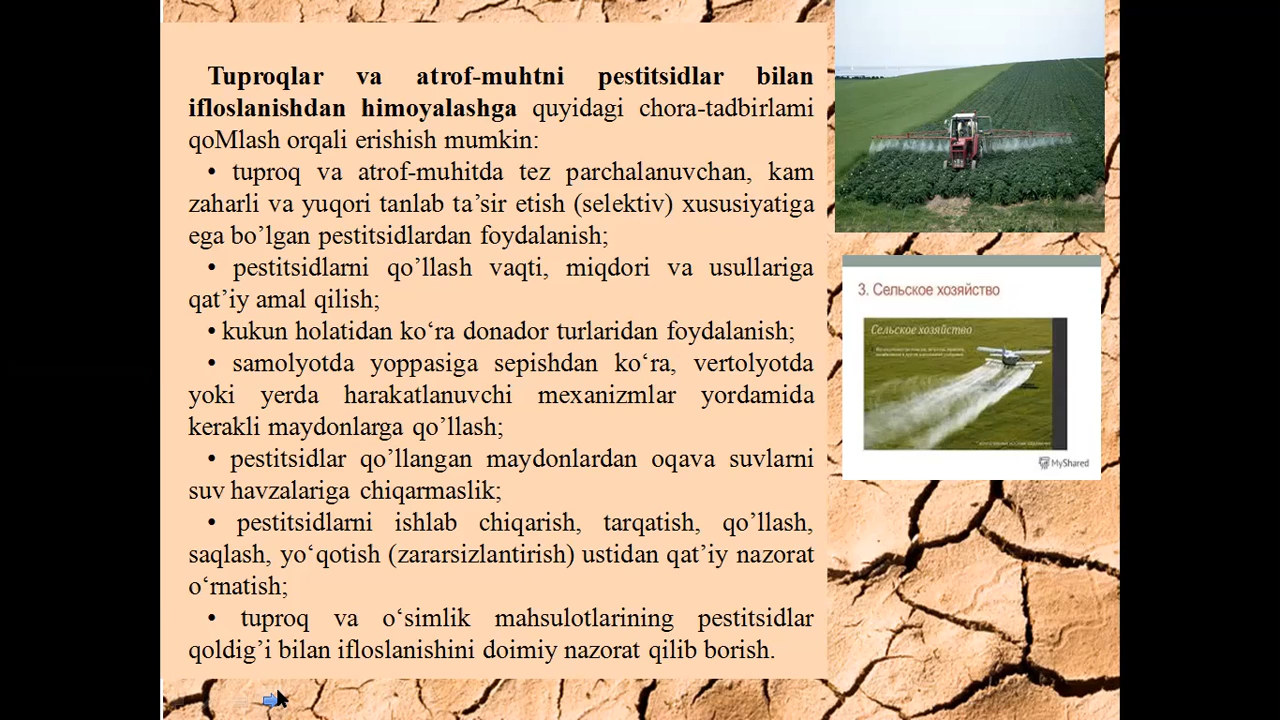 Tuproqlar va atrof-muhtni pestitsidlar bilan
ifloslanishdan himoyalashga quyidagi chora-tadbirlami
qoMlash orqali erishish mumkin:
• tuproq va atrof-muhitda tez parchalanuvchan, kam
zaharli va yuqori tanlab ta’sir etish (selektiv) xususiyatiga
ega bo’lgan pestitsidlardan foydalanish;
• pestitsidlarni qo’llash vaqti, miqdori va usullariga
qat’iy amal qilish;
• kukun holatidan ko‘ra donador turlaridan foydalanish;
• samolyotda yoppasiga sepishdan ko‘ra, vertolyotda
yoki yerda harakatlanuvchi mexanizmlar yordamida
kerakli maydonlarga qo’llash;
• pestitsidlar qo’llangan maydonlardan oqava suvlarni
suv havzalariga chiqarmaslik;
• pestitsidlarni ishlab chiqarish, tarqatish, qo’llash,
saqlash, yo‘qotish (zararsizlantirish) ustidan qat’iy nazorat
o‘rnatish;
• tuproq va o‘simlik mahsulotlarining pestitsidlar
qoldig’i bilan ifloslanishini doimiy nazorat qilib borish.
3. Сельское хозяйство
Сельское хозяйство
MyShared